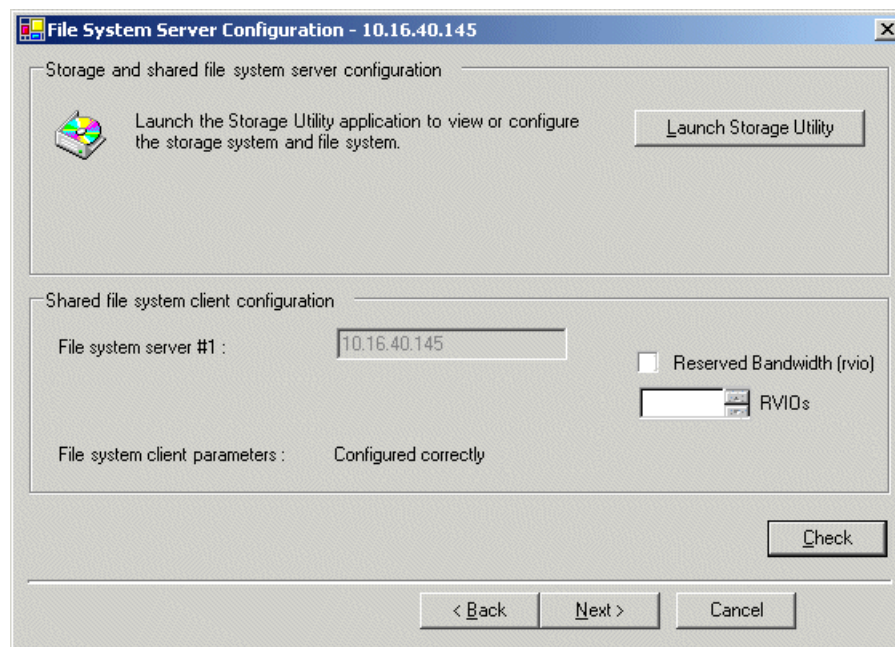 File System Server Configuration - 10.16.40.145
Storage and shared file system server configuration
Launch the Storage Utility application to view or configure
the storage system and file system.
Launch Storage Utility
Shared file system client configuration
File system server #1 :
10.16.40.145
Reserved Bandwidth (rvio)
RVIOs
File system client parameters :
Configured correctly
Check
< Back
Next >
Cancel